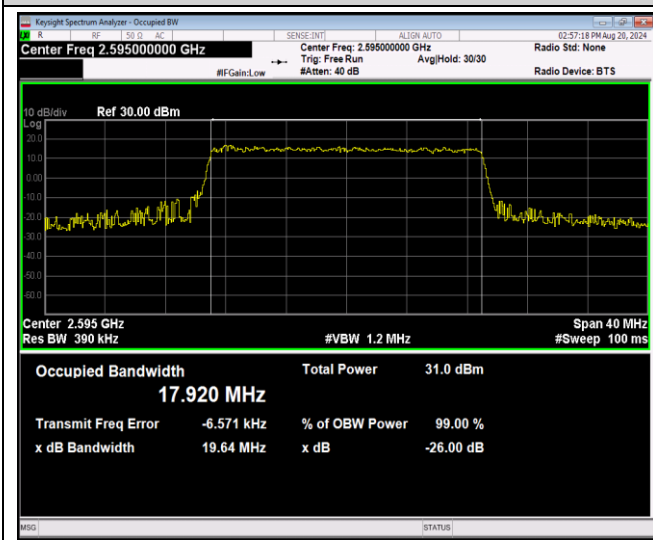 Keysight Spectrum Analyzer - Occupied BW
LXI R RF 50 Ω AC SENSE:INT ALIGN AUTO 02:57:18 PM Aug 20, 2024
Center Freq 2.595000000 GHz Center Freq: 2.595000000 GHz Radio Std: None
Trig: Free Run Avg|Hold: 30/30
#IFGain:Low #Atten: 40 dB Radio Device: BTS
10 dB/div Ref 30.00 dBm
Log
20.0
10.0
0.00
-10.0
-20.0
-30.0
-40.0
-50.0
-60.0
Center 2.595 GHz Span 40 MHz
Res BW 390 kHz #VBW 1.2 MHz #Sweep 100 ms
Occupied Bandwidth Total Power 31.0 dBm
17.920 MHz
Transmit Freq Error -6.571 kHz % of OBW Power 99.00 %
x dB Bandwidth 19.64 MHz x dB -26.00 dB
MSG STATUS